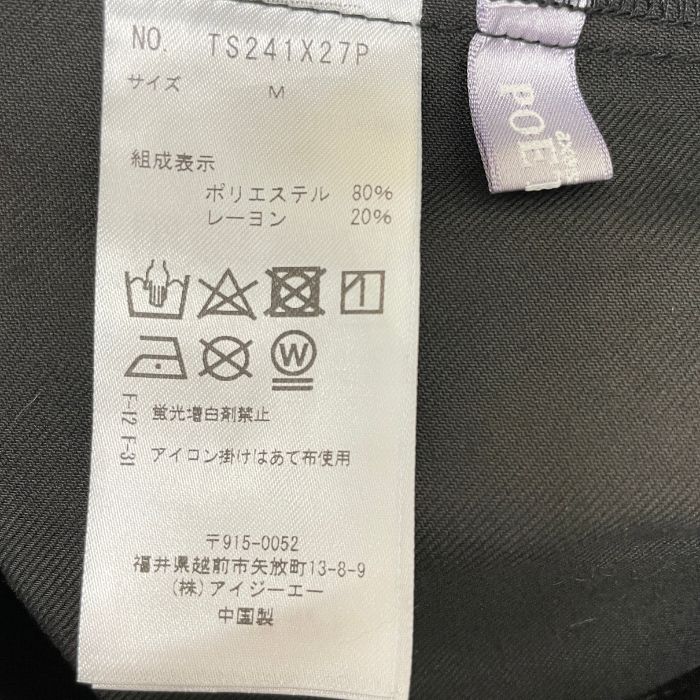 NO. TS241X27P
サイズ M
組成表示
ポリエステル 80%
レーヨン 20%
W
F-12 蛍光増白剤禁止
F-31 アイロン掛けはあて布使用
〒915-0052
福井県越前市矢放町13-8-9
(株)アイジーエー
中国製
axes
POET